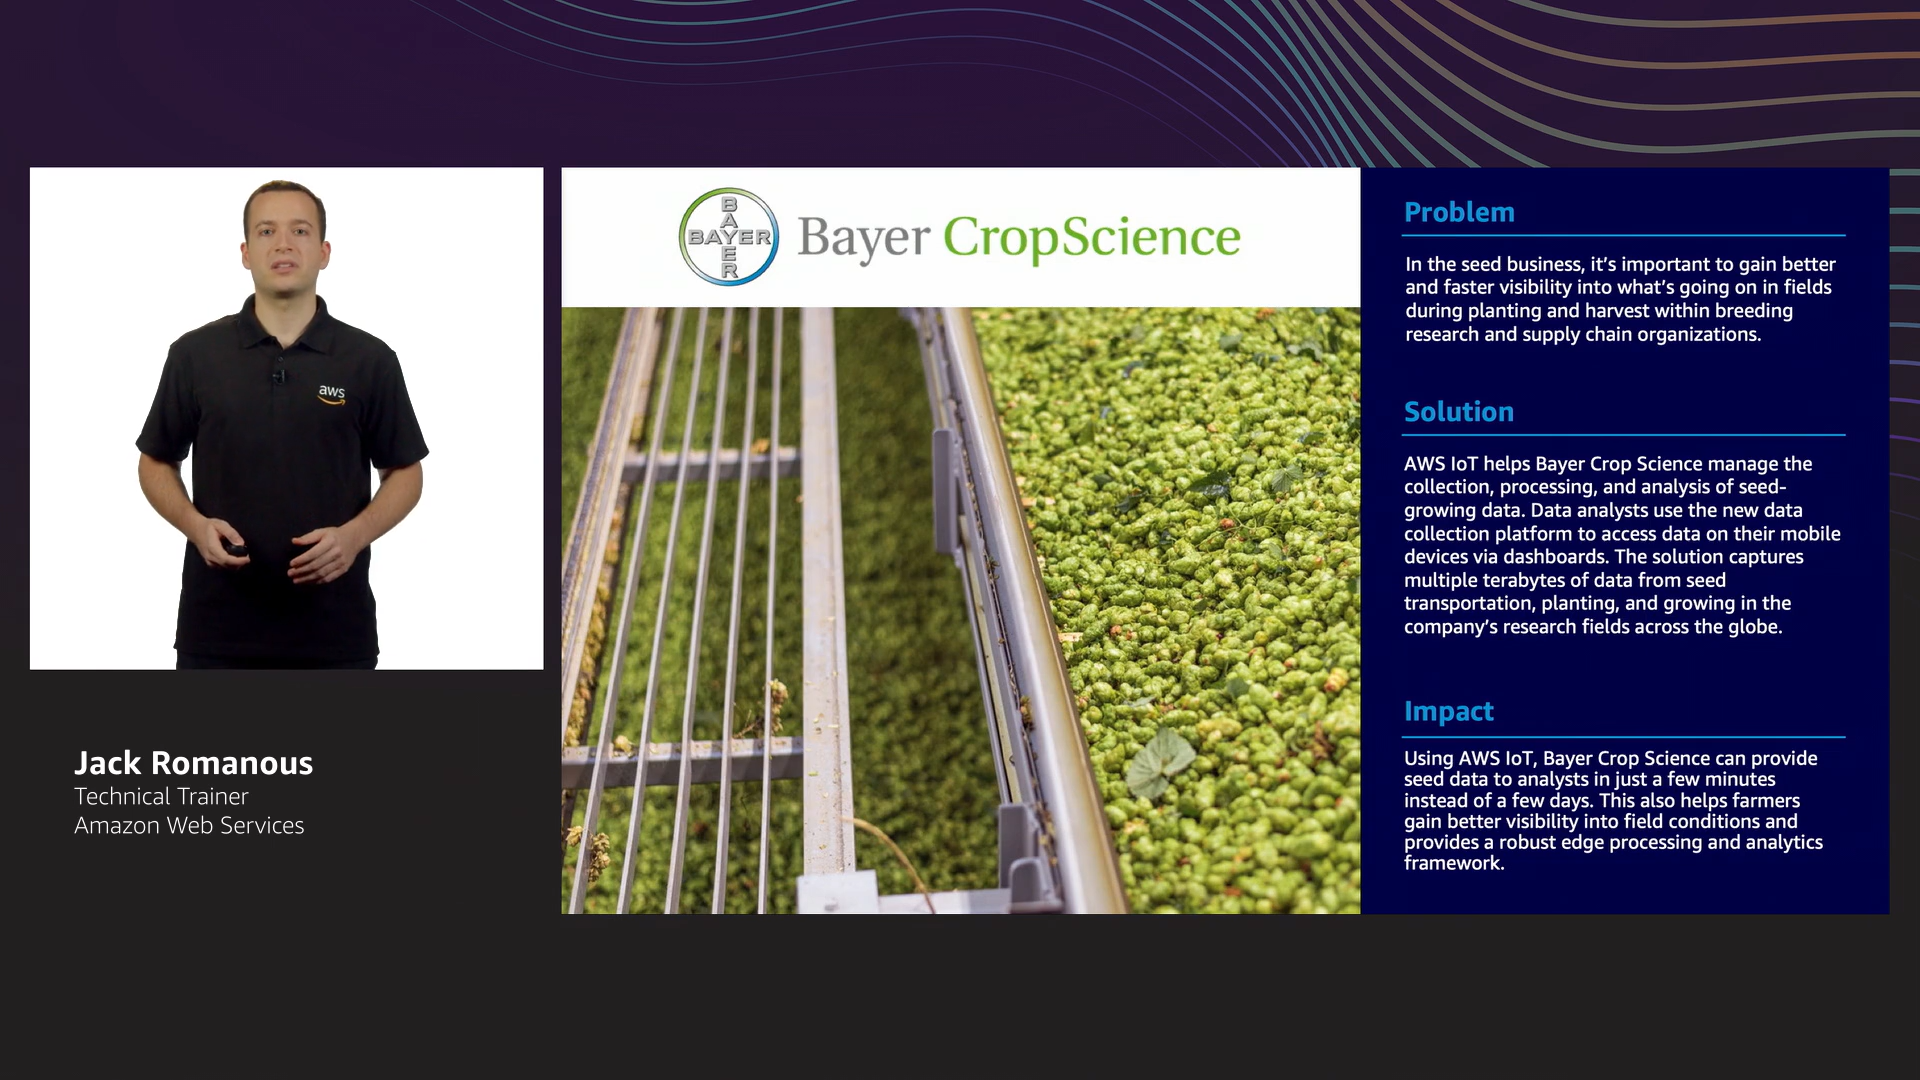 aws
Jack Romanous
Technical Trainer
Amazon Web Services
BAYER
BAYER
Bayer CropScience
Problem
In the seed business, it’s important to gain better
and faster visibility into what’s going on in fields
during planting and harvest within breeding
research and supply chain organizations.
Solution
AWS IoT helps Bayer Crop Science manage the
collection, processing, and analysis of seed-
growing data. Data analysts use the new data
collection platform to access data on their mobile
devices via dashboards. The solution captures
multiple terabytes of data from seed
transportation, planting, and growing in the
company’s research fields across the globe.
Impact
Using AWS IoT, Bayer Crop Science can provide
seed data to analysts in just a few minutes
instead of a few days. This also helps farmers
gain better visibility into field conditions and
provides a robust edge processing and analytics
framework.